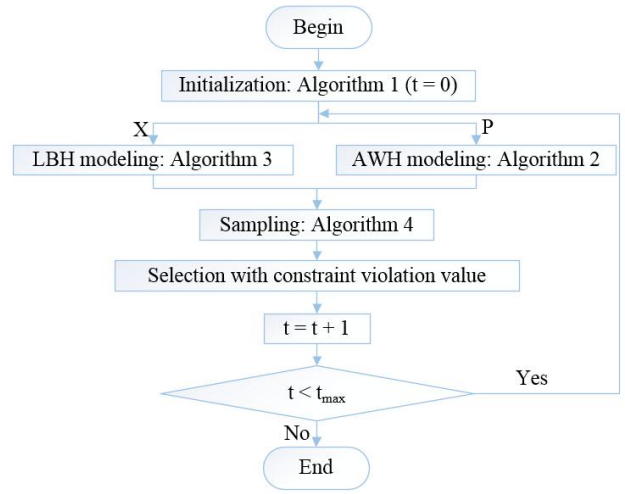 Begin
Initialization: Algorithm 1 (t = 0)
X
P
LBH modeling: Algorithm 3
AWH modeling: Algorithm 2
Sampling: Algorithm 4
Selection with constraint violation value
t = t + 1
t < tmax
Yes
No
End